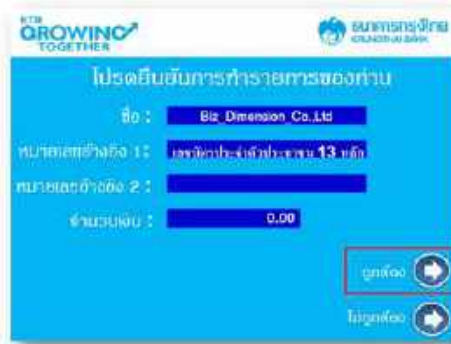 KTB
GROWING
TOGETHER
ธนาคารกรุงไทย
KRUNGTHAI BANK
โปรดยืนยันการทำรายการของท่าน
ชื่อ : Biz_Dimension_Co.,Ltd
หมายเลขอ้างอิง 1: เลขบัตรประจำตัวประชาชน 13 หลัก
หมายเลขอ้างอิง 2 :
จำนวนเงิน : 0.00
ถูกต้อง
ไม่ถูกต้อง